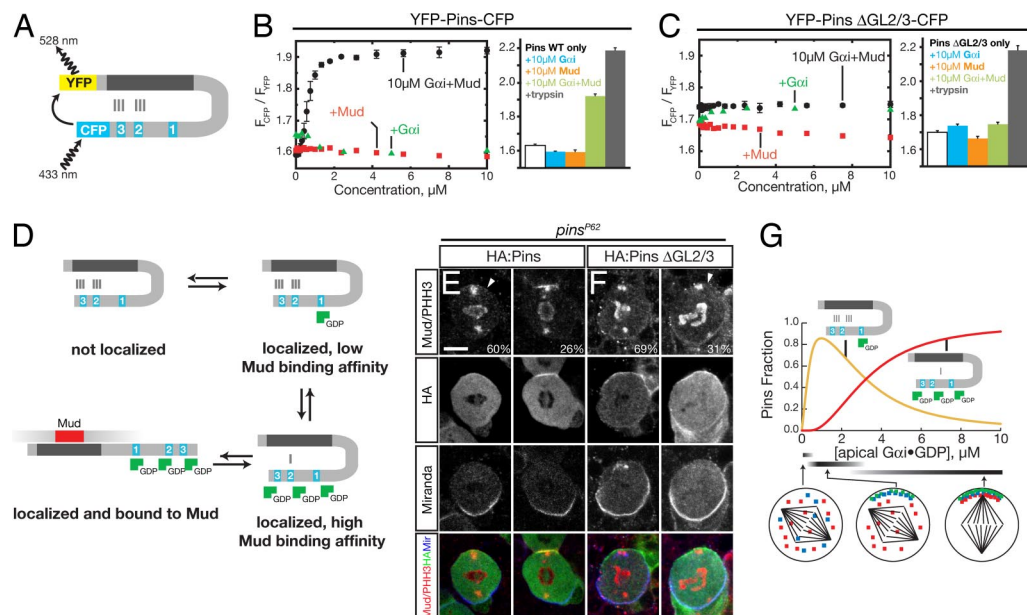 A
528 nm
YFP
CFP
3 2 1
433 nm
B
YFP-Pins-CFP
F_CFP / F_YFP
1.9
1.8
1.7
1.6
10µM Gαi+Mud
+Mud
+Gαi
0 2 4 6 8 10
Concentration, µM
2.2
2.0
1.8
1.6
Pins WT only
+10µM Gαi
+10µM Mud
+10µM Gαi+Mud
+trypsin
C
YFP-Pins ΔGL2/3-CFP
F_CFP / F_YFP
1.9
1.8
1.7
1.6
+Gαi
10µM Gαi+Mud
+Mud
0 2 4 6 8 10
Concentration, µM
2.2
2.0
1.8
1.6
Pins ΔGL2/3 only
+10µM Gαi
+10µM Mud
+10µM Gαi+Mud
+trypsin
D
3 2 1
not localized
3 2 1
GDP
localized, low
Mud binding affinity
Mud
1 2 3
GDP GDP GDP
localized and bound to Mud
3 2 1
GDP GDP GDP
localized, high
Mud binding affinity
pinsP62
HA:Pins
HA:Pins ΔGL2/3
E
F
Mud/PHH3
60%
26%
69%
31%
HA
Miranda
Mud/PHH3HAMir
G
Pins Fraction
1.0
0.8
0.6
0.4
0.2
0
3 2 1
GDP
3 2 1
GDP GDP GDP
0 2 4 6 8 10
[apical Gαi•GDP], µM